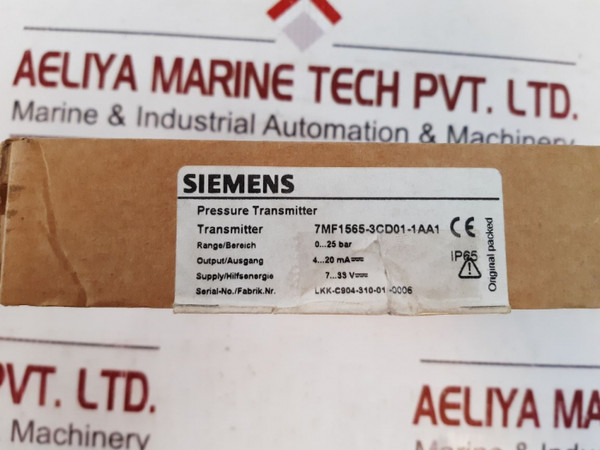 AELIYA MARINE TECH PVT. LTD.
Marine & Industrial Automation & Machinery
SIEMENS
Pressure Transmitter
Transmitter 7MF1565-3CD01-1AA1
Range/Bereich 0...25 bar
Output/Ausgang 4...20 mA
Supply/Hilfsenergie 7...33 V
Serial-No./Fabrik.Nr. LKK-C904-310-01-0006
CE
IP65
Original packed
PVT. LTD.
Machinery
AELIYA MA
Marine &